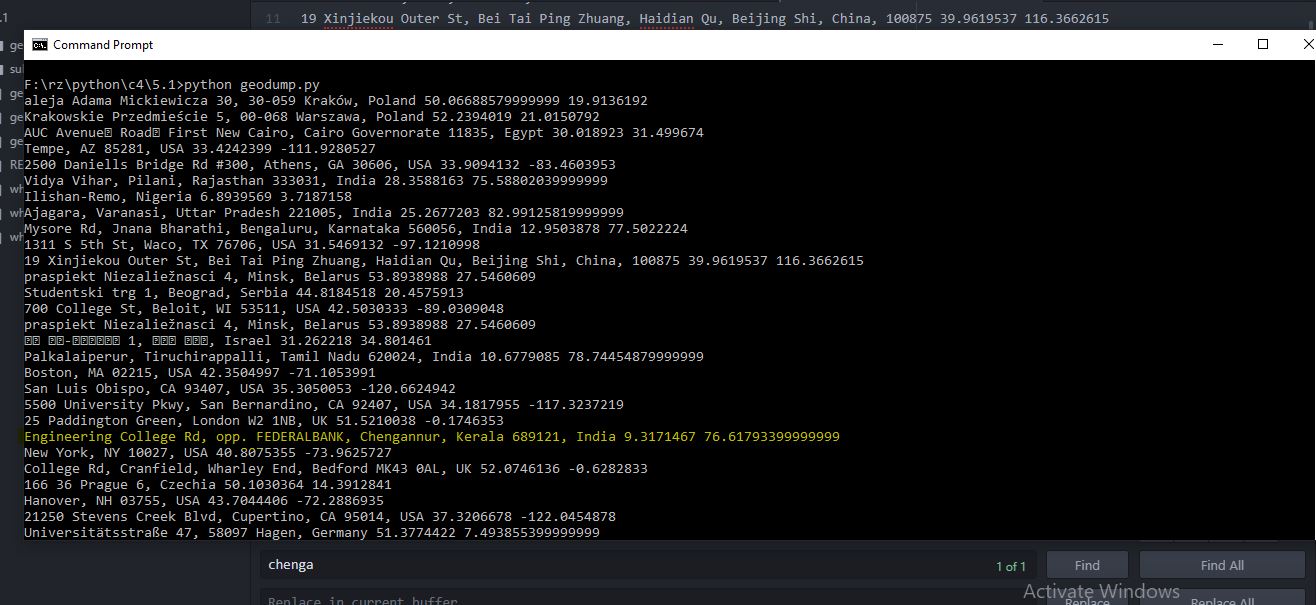 .1
11 19 Xinjiekou Outer St, Bei Tai Ping Zhuang, Haidian Qu, Beijing Shi, China, 100875 39.9619537 116.3662615
Command Prompt
F:\rz\python\c4\5.1>python geodump.py
aleja Adama Mickiewicza 30, 30-059 Kraków, Poland 50.06688579999999 19.9136192
Krakowskie Przedmieście 5, 00-068 Warszawa, Poland 52.2394019 21.0150792
AUC Avenue Road First New Cairo, Cairo Governorate 11835, Egypt 30.018923 31.499674
Tempe, AZ 85281, USA 33.4242399 -111.9280527
2500 Daniells Bridge Rd #300, Athens, GA 30606, USA 33.9094132 -83.4603953
Vidya Vihar, Pilani, Rajasthan 333031, India 28.3588163 75.58802039999999
Ilishan-Remo, Nigeria 6.8939569 3.7187158
Ajagara, Varanasi, Uttar Pradesh 221005, India 25.2677203 82.99125819999999
Mysore Rd, Jnana Bharathi, Bengaluru, Karnataka 560056, India 12.9503878 77.5022224
1311 S 5th St, Waco, TX 76706, USA 31.5469132 -97.1210998
19 Xinjiekou Outer St, Bei Tai Ping Zhuang, Haidian Qu, Beijing Shi, China, 100875 39.9619537 116.3662615
praspiekt Niezaliežnasci 4, Minsk, Belarus 53.8938988 27.5460609
Studentski trg 1, Beograd, Serbia 44.8184518 20.4575913
700 College St, Beloit, WI 53511, USA 42.5030333 -89.0309048
praspiekt Niezaliežnasci 4, Minsk, Belarus 53.8938988 27.5460609
1, Israel 31.262218 34.801461
Palkalaiperur, Tiruchirappalli, Tamil Nadu 620024, India 10.6779085 78.74454879999999
Boston, MA 02215, USA 42.3504997 -71.1053991
San Luis Obispo, CA 93407, USA 35.3050053 -120.6624942
5500 University Pkwy, San Bernardino, CA 92407, USA 34.1817955 -117.3237219
25 Paddington Green, London W2 1NB, UK 51.5210038 -0.1746353
Engineering College Rd, opp. FEDERALBANK, Chengannur, Kerala 689121, India 9.3171467 76.61793399999999
New York, NY 10027, USA 40.8075355 -73.9625727
College Rd, Cranfield, Wharley End, Bedford MK43 0AL, UK 52.0746136 -0.6282833
166 36 Prague 6, Czechia 50.1030364 14.3912841
Hanover, NH 03755, USA 43.7044406 -72.2886935
21250 Stevens Creek Blvd, Cupertino, CA 95014, USA 37.3206678 -122.0454878
Universitätsstraße 47, 58097 Hagen, Germany 51.3774422 7.493855399999999
chenga 1 of 1 Find Find All
Activate Windows
Replace in current buffer Replace Replace All